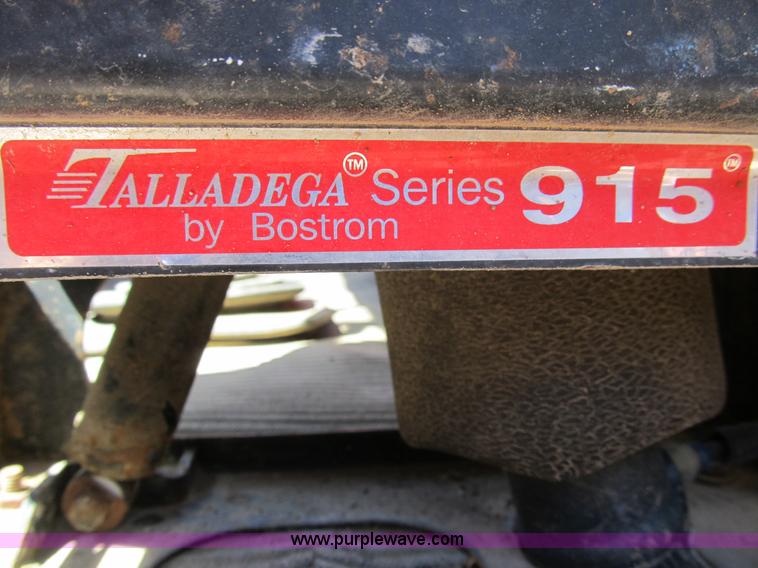 TALLADEGA™ Series 915™
by Bostrom
www.purplewave.com